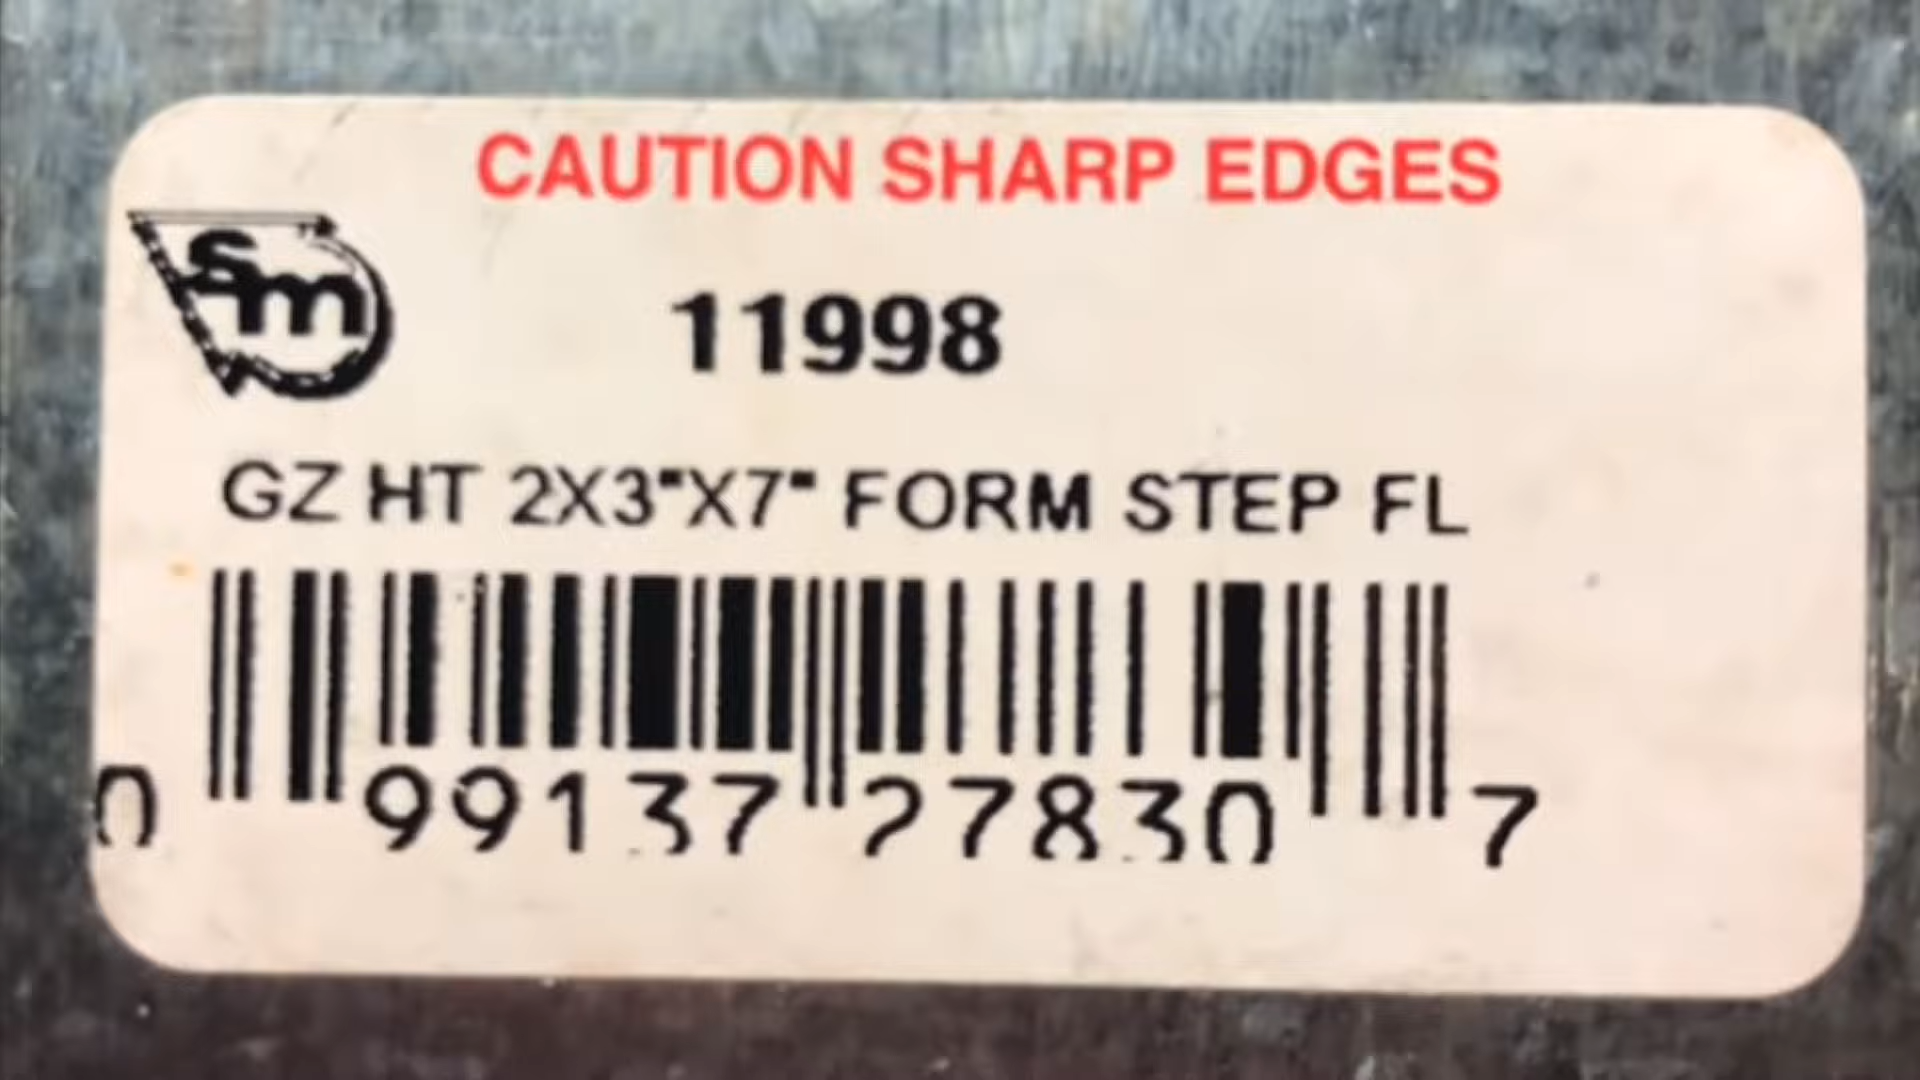 CAUTION SHARP EDGES
sm
11998
GZ HT 2X3"X7" FORM STEP FL
0 99137 27830 7